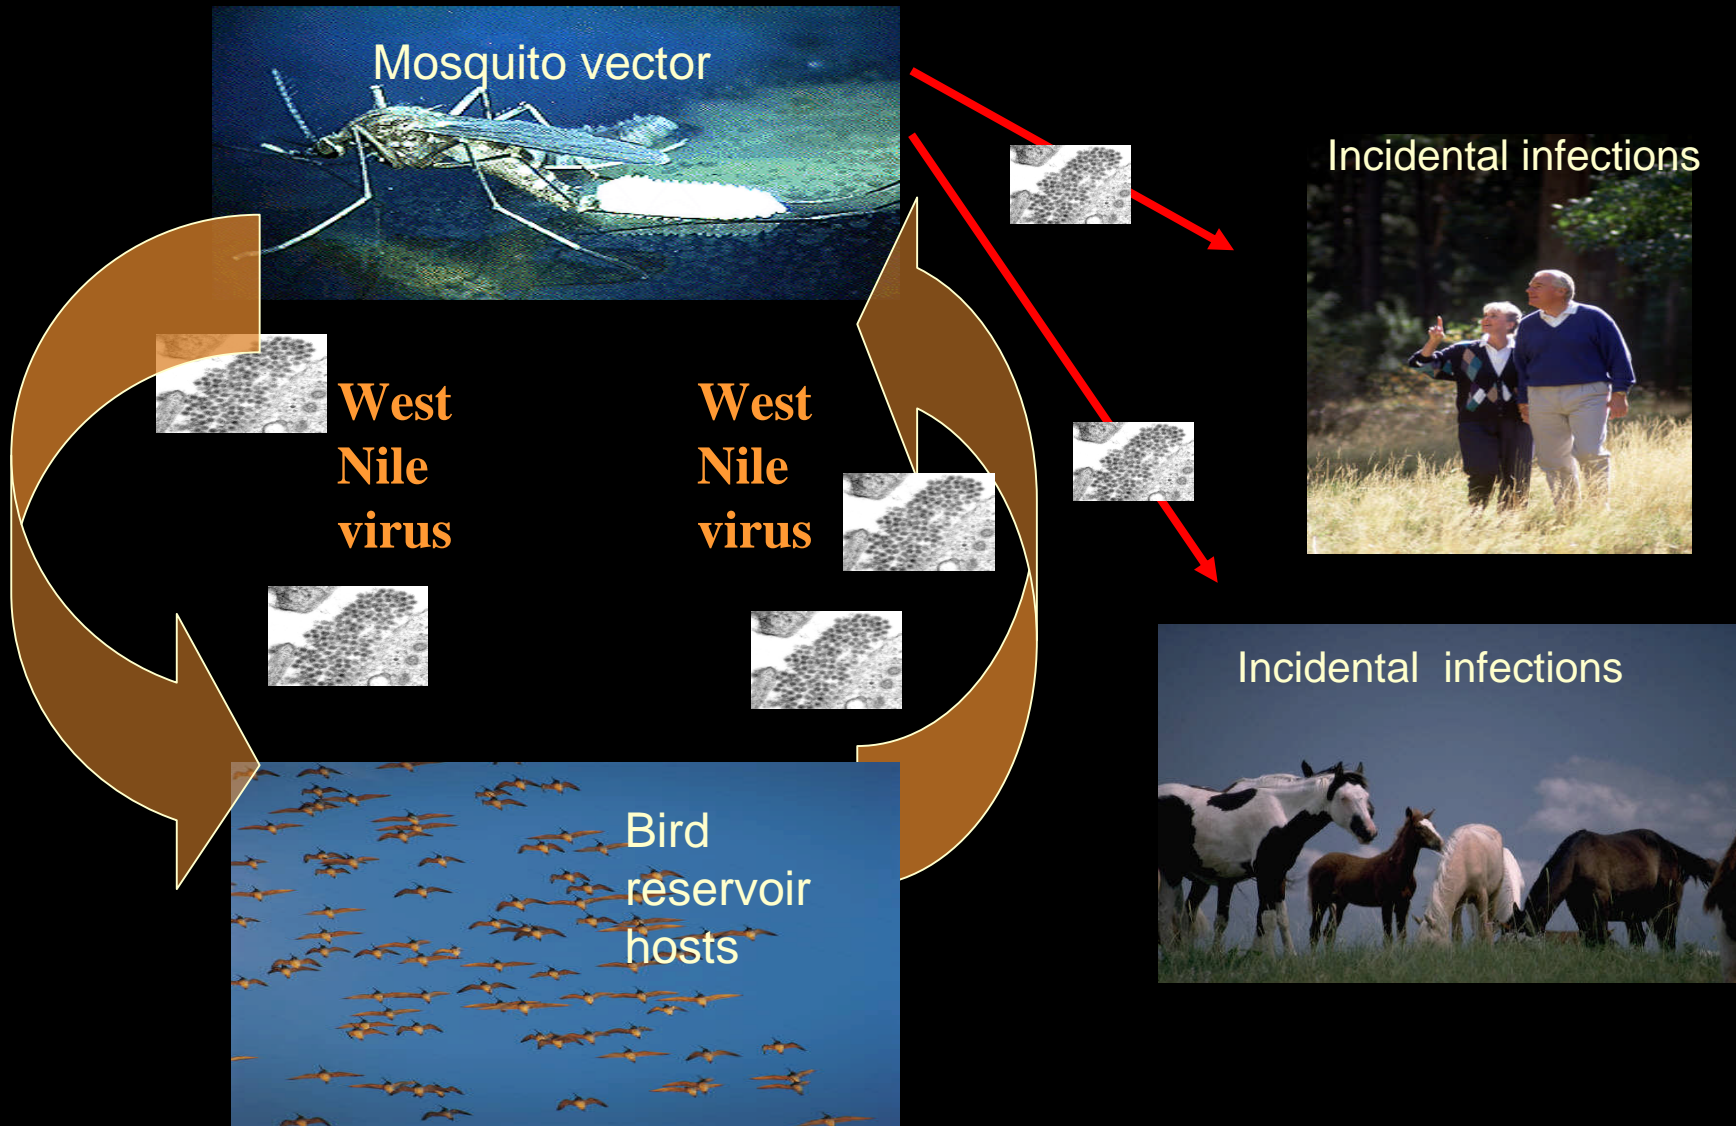 Mosquito vector
Incidental infections
West
Nile
virus
West
Nile
virus
Incidental  infections
Bird
reservoir
hosts